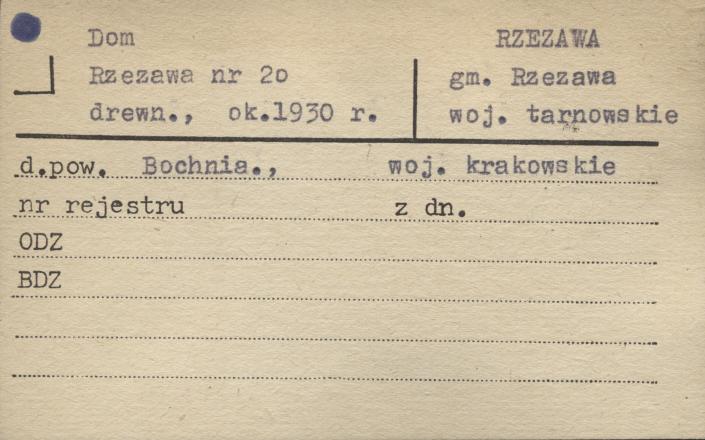 Dom
Rzezawa nr 2o
drewn., ok.1930 r.
RZEZAWA
gm. Rzezawa
woj. tarnowskie
d.pow. Bochnia., woj. krakowskie
nr rejestru z dn.
ODZ
BDZ